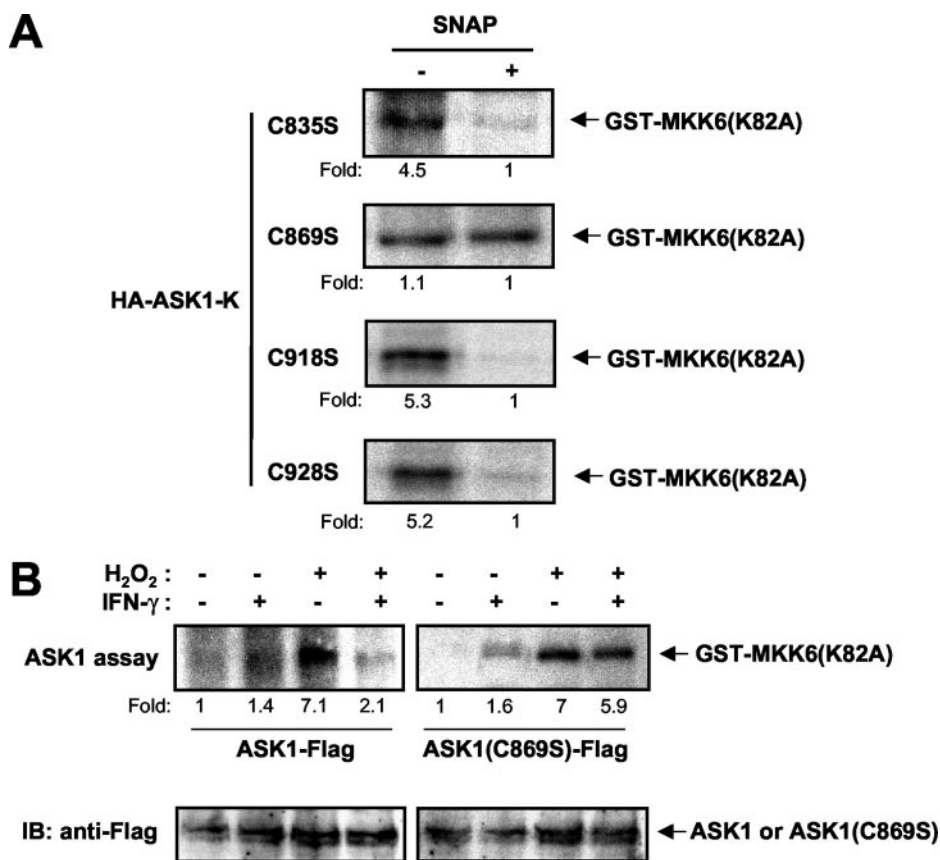 A
SNAP
- +
HA-ASK1-K
C835S GST-MKK6(K82A)
Fold: 4.5 1
C869S GST-MKK6(K82A)
Fold: 1.1 1
C918S GST-MKK6(K82A)
Fold: 5.3 1
C928S GST-MKK6(K82A)
Fold: 5.2 1
B
H₂O₂ : - - + + - - + +
IFN-γ : - + - + - + - +
ASK1 assay GST-MKK6(K82A)
Fold: 1 1.4 7.1 2.1 1 1.6 7 5.9
ASK1-Flag ASK1(C869S)-Flag
IB: anti-Flag ASK1 or ASK1(C869S)